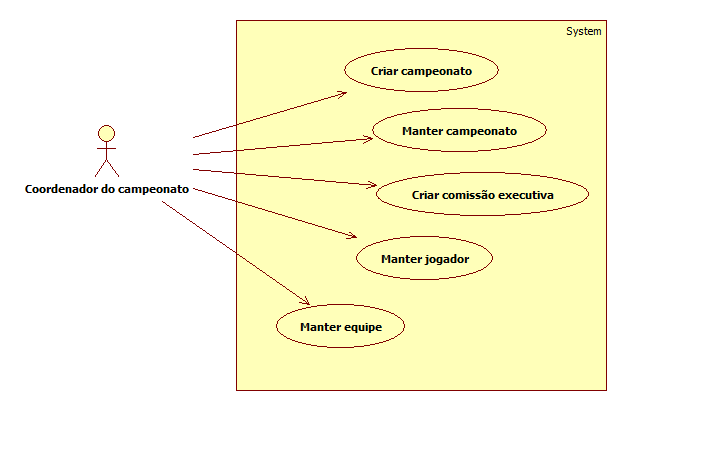 System
Criar campeonato
Manter campeonato
Coordenador do campeonato
Criar comissão executiva
Manter jogador
Manter equipe